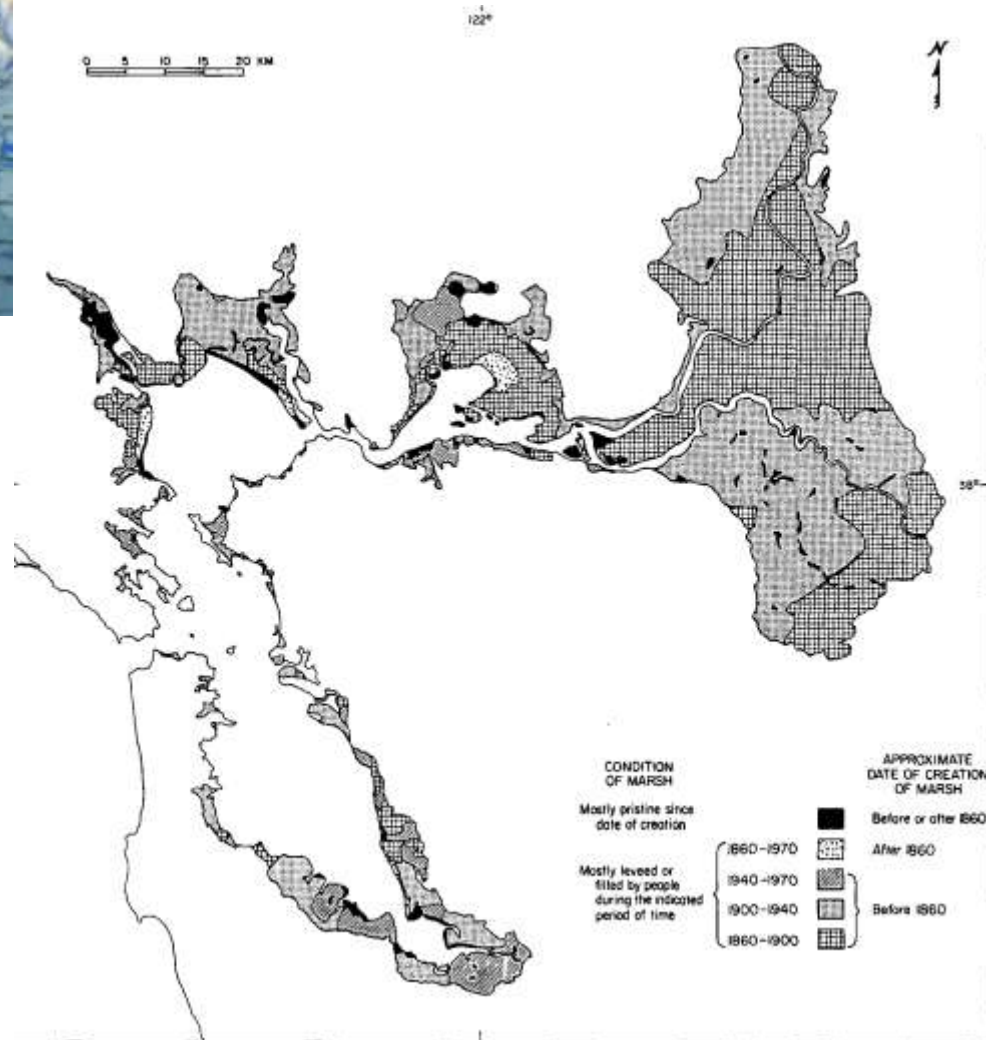 122°
0 5 10 15 20 KM
N
38°
CONDITION
OF MARSH
APPROXIMATE
DATE OF CREATION
OF MARSH
Mostly pristine since
date of creation
Before or after 1860
Mostly leveed or
filled by people
during the indicated
period of time
1860-1970
After 1860
1940-1970
1900-1940
Before 1860
1860-1900